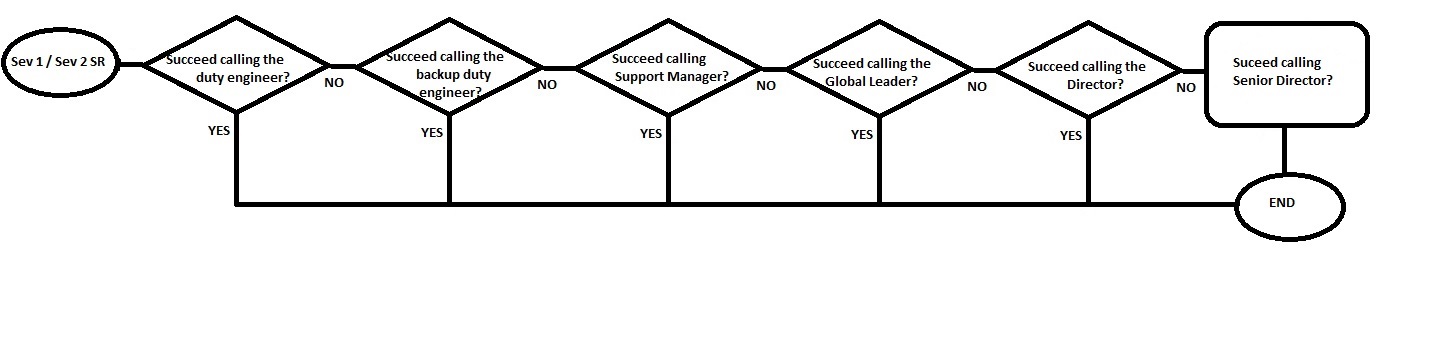 Sev 1 / Sev 2 SR
Succeed calling the
duty engineer?
NO
YES
Succeed calling the
backup duty
engineer?
NO
YES
Succeed calling
Support Manager?
NO
YES
Succeed calling the
Global Leader?
NO
YES
Succeed calling the
Director?
NO
YES
Suceed calling
Senior Director?
END